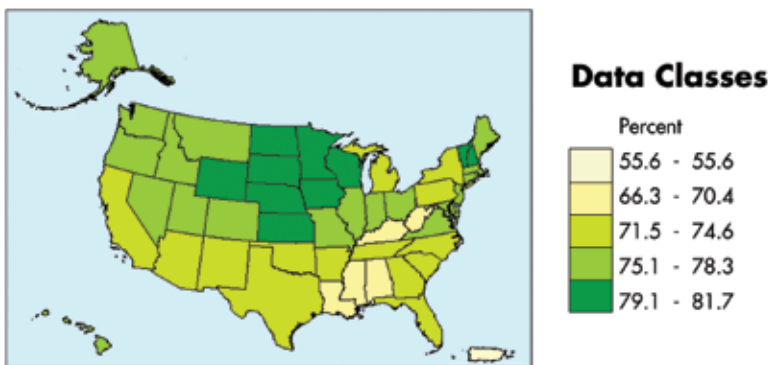 Data Classes
Percent
55.6 - 55.6
66.3 - 70.4
71.5 - 74.6
75.1 - 78.3
79.1 - 81.7